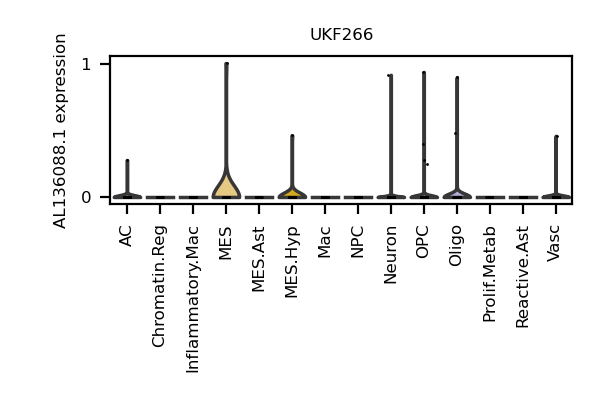 UKF266
AL136088.1 expression
1
0
AC
Chromatin.Reg
Inflammatory.Mac
MES
MES.Ast
MES.Hyp
Mac
NPC
Neuron
OPC
Oligo
Prolif.Metab
Reactive.Ast
Vasc